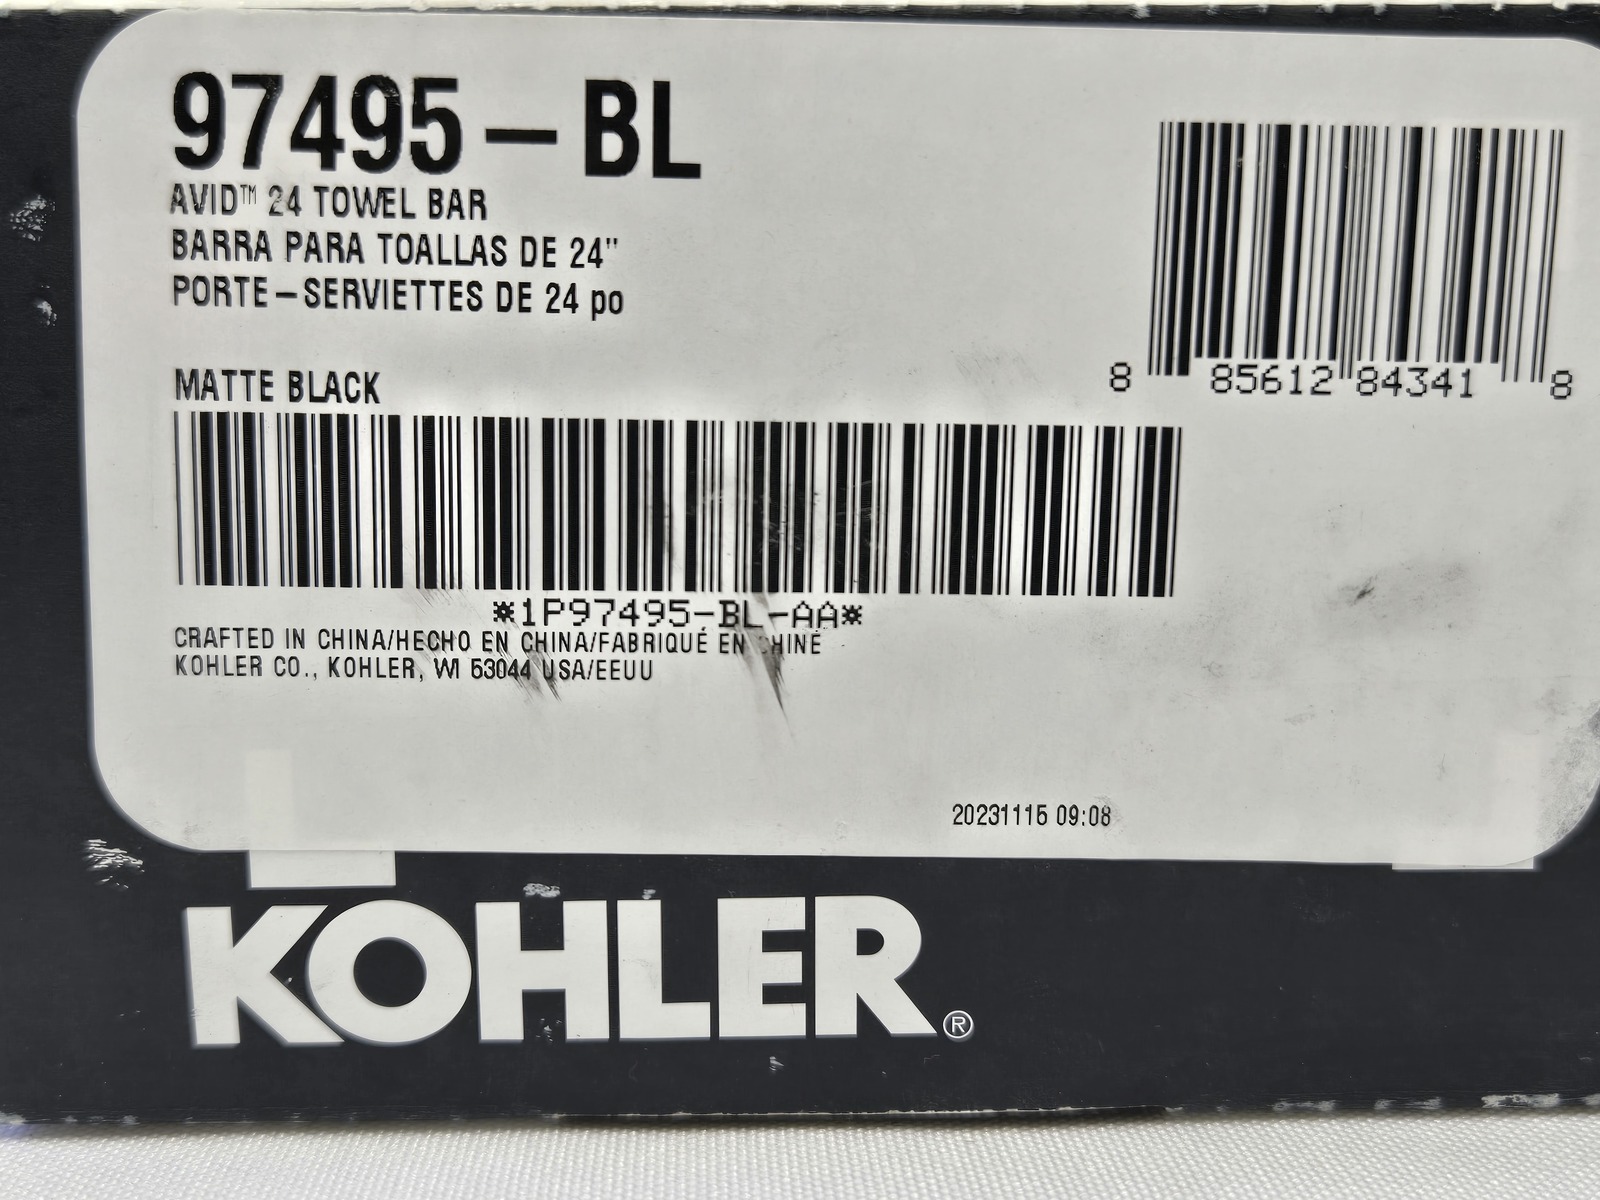 97495-BL
AVID™ 24 TOWEL BAR
BARRA PARA TOALLAS DE 24"
PORTE-SERVIETTES DE 24 po
MATTE BLACK
8 85612 84341 8
*1P97495-BL-AA*
CRAFTED IN CHINA/HECHO EN CHINA/FABRIQUÉ EN CHINE
KOHLER CO., KOHLER, WI 53044 USA/EEUU
20231115 09:08
KOHLER®